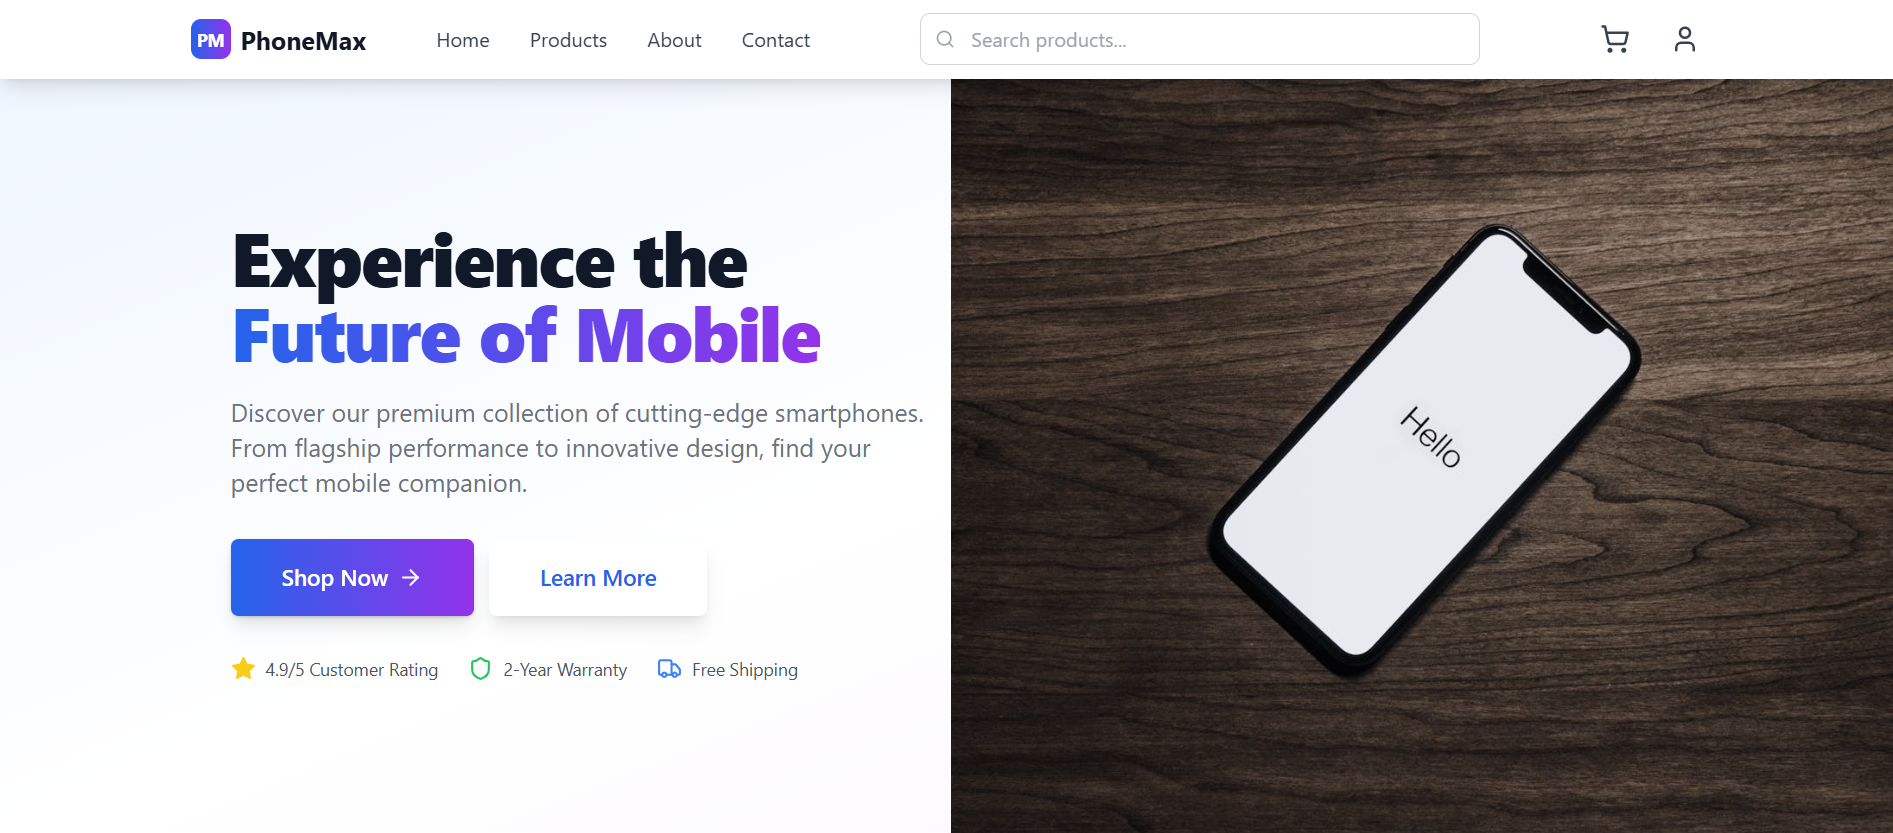 PM PhoneMax Home Products About Contact Search products...
Experience the
Future of Mobile
Discover our premium collection of cutting-edge smartphones.
From flagship performance to innovative design, find your
perfect mobile companion.
Shop Now Learn More
4.9/5 Customer Rating 2-Year Warranty Free Shipping
Hello